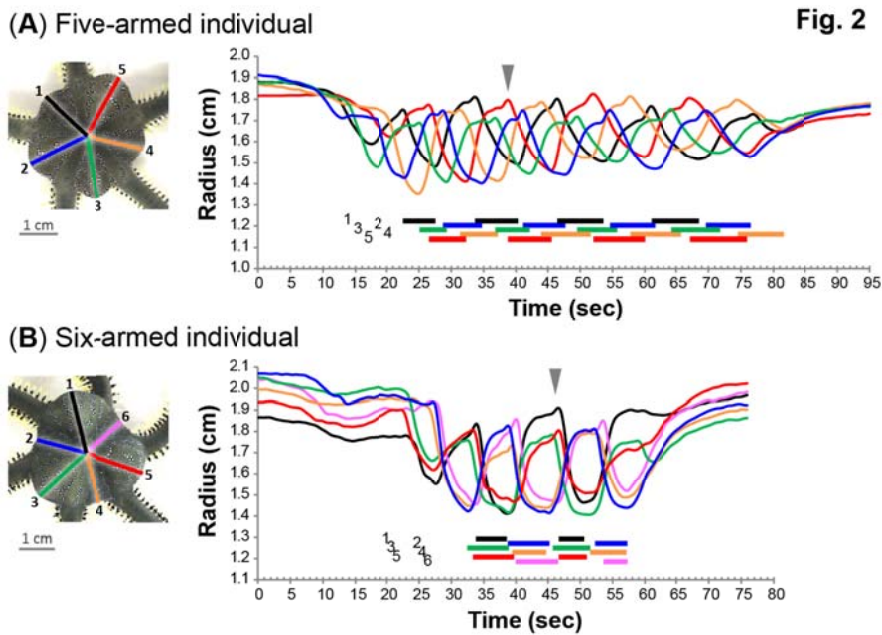 (A) Five-armed individual
Fig. 2
1
5
2
4
3
1 cm
Radius (cm)
2.0
1.9
1.8
1.7
1.6
1.5
1.4
1.3
1.2
1.1
1.0
1 3 5 2 4
0 5 10 15 20 25 30 35 40 45 50 55 60 65 70 75 80 85 90 95
Time (sec)
(B) Six-armed individual
1
6
2
5
3
4
1 cm
Radius (cm)
2.1
2.0
1.9
1.8
1.7
1.6
1.5
1.4
1.3
1.2
1.1
1 3 5 2 4 6
0 5 10 15 20 25 30 35 40 45 50 55 60 65 70 75 80
Time (sec)